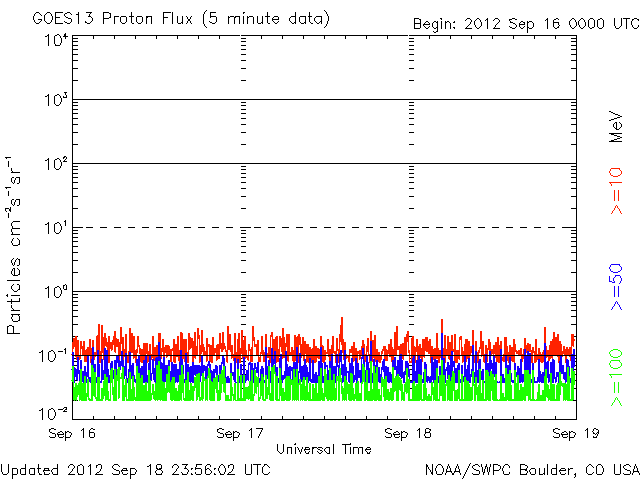 GOES13 Proton Flux (5 minute data)
Begin: 2012 Sep 16 0000 UTC
Particles cm⁻²s⁻¹sr⁻¹
10⁴
10³
10²
10¹
10⁰
10⁻¹
10⁻²
MeV
>=10
>=50
>=100
Sep 16
Sep 17
Sep 18
Sep 19
Universal Time
Updated 2012 Sep 18 23:56:02 UTC
NOAA/SWPC Boulder, CO USA